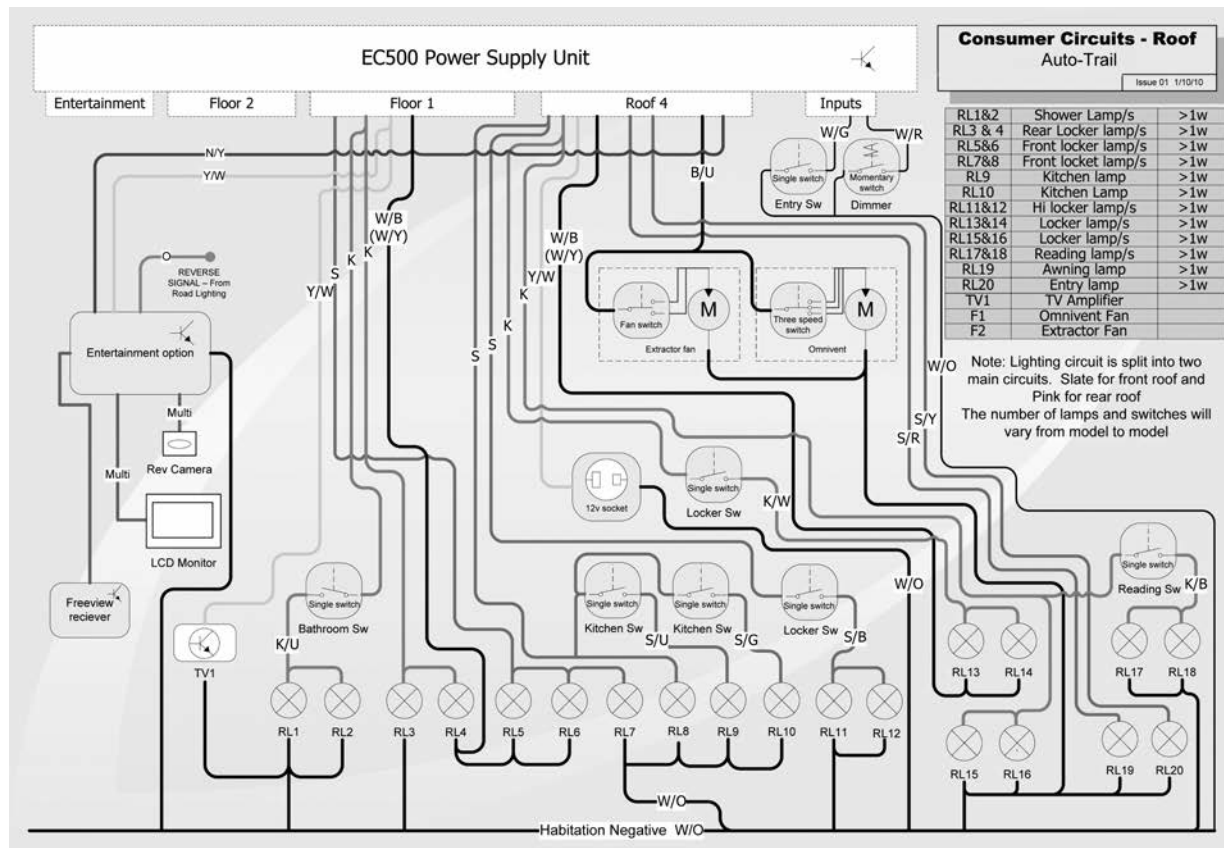 EC500 Power Supply Unit
Entertainment
Floor 2
Floor 1
Roof 4
Inputs
Consumer Circuits - Roof
Auto-Trail
Issue 01 1/10/10
RL1&2 Shower Lamp/s >1w
RL3 & 4 Rear Locker lamp/s >1w
RL5&6 Front locker lamp/s >1w
RL7&8 Front locket lamp/s >1w
RL9 Kitchen lamp >1w
RL10 Kitchen Lamp >1w
RL11&12 Hi locker lamp/s >1w
RL13&14 Locker lamp/s >1w
RL15&16 Locker lamp/s >1w
RL17&18 Reading lamp/s >1w
RL19 Awning lamp >1w
RL20 Entry lamp >1w
TV1 TV Amplifier
F1 Omnivent Fan
F2 Extractor Fan
Note: Lighting circuit is split into two
main circuits. Slate for front roof and
Pink for rear roof
The number of lamps and switches will
vary from model to model
N/Y
Y/W
W/G
W/R
B/U
Single switch
Entry Sw
Momentary
switch
Dimmer
W/B
(W/Y)
W/B
(W/Y)
O
REVERSE
SIGNAL – From
Road Lighting
S
K
K
Y/W
Y/W
K
K
S
S
Fan switch
M
Extractor fan
Three speed
switch
M
Omnivent
W/O
S/Y
S/R
Entertainment option
Multi
Rev Camera
Multi
LCD Monitor
Freeview
reciever
12v socket
Single switch
Locker Sw
K/W
W/O
Single switch
Reading Sw
K/B
Single switch
Bathroom Sw
K/U
Single switch
Kitchen Sw
S/U
Single switch
Kitchen Sw
S/G
Single switch
Locker Sw
S/B
TV1
RL1
RL2
RL3
RL4
RL5
RL6
RL7
RL8
RL9
RL10
RL11
RL12
RL13
RL14
RL17
RL18
RL15
RL16
RL19
RL20
W/O
Habitation Negative W/O